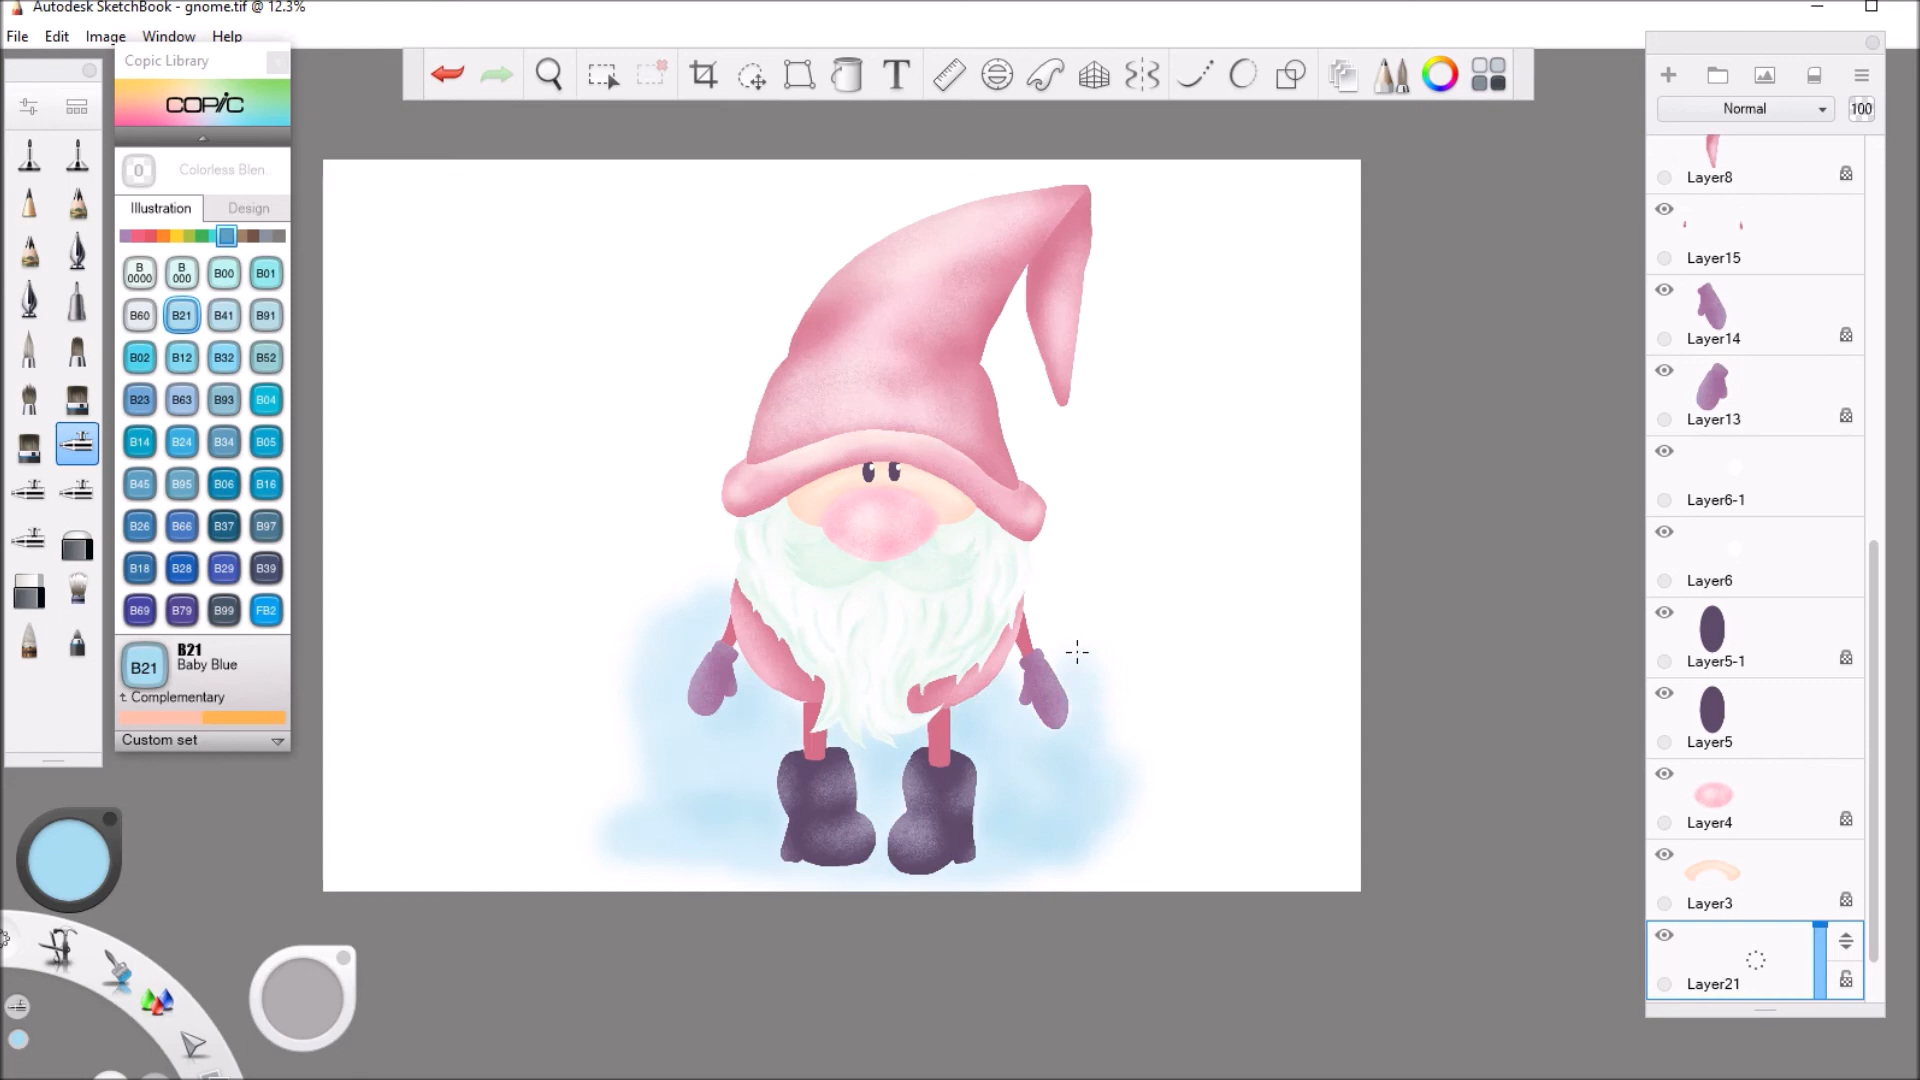 Autodesk SketchBook - gnome.tif @ 12.3%
File Edit Image Window Help
Copic Library
COPIC
0 Colorless Blen..
Illustration Design
B 0000 B 000 B00 B01
B60 B21 B41 B91
B02 B12 B32 B52
B23 B63 B93 B04
B14 B24 B34 B05
B45 B95 B06 B16
B26 B66 B37 B97
B18 B28 B29 B39
B69 B79 B99 FB2
B21
B21
Baby Blue
Complementary
Custom set
T
Normal 100
Layer8
Layer15
Layer14
Layer13
Layer6-1
Layer6
Layer5-1
Layer5
Layer4
Layer3
Layer21